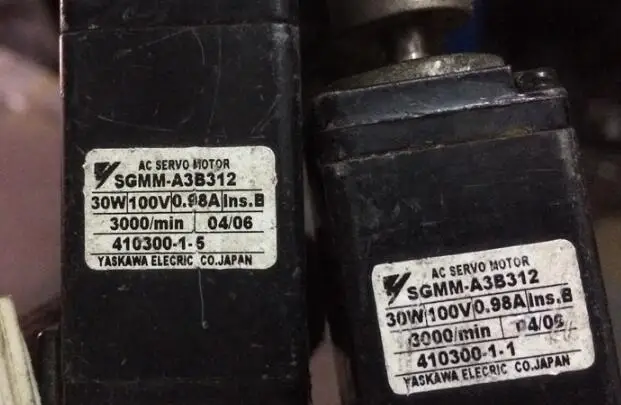 AC SERVO MOTOR
SGMM-A3B312
30W 100V 0.98A Ins.B
3000/min 04/06
410300-1-5
YASKAWA ELECRIC CO.JAPAN
AC SERVO MOTOR
SGMM-A3B312
30W 100V 0.98A Ins.B
3000/min 04/06
410300-1-1
YASKAWA ELECRIC CO.JAPAN